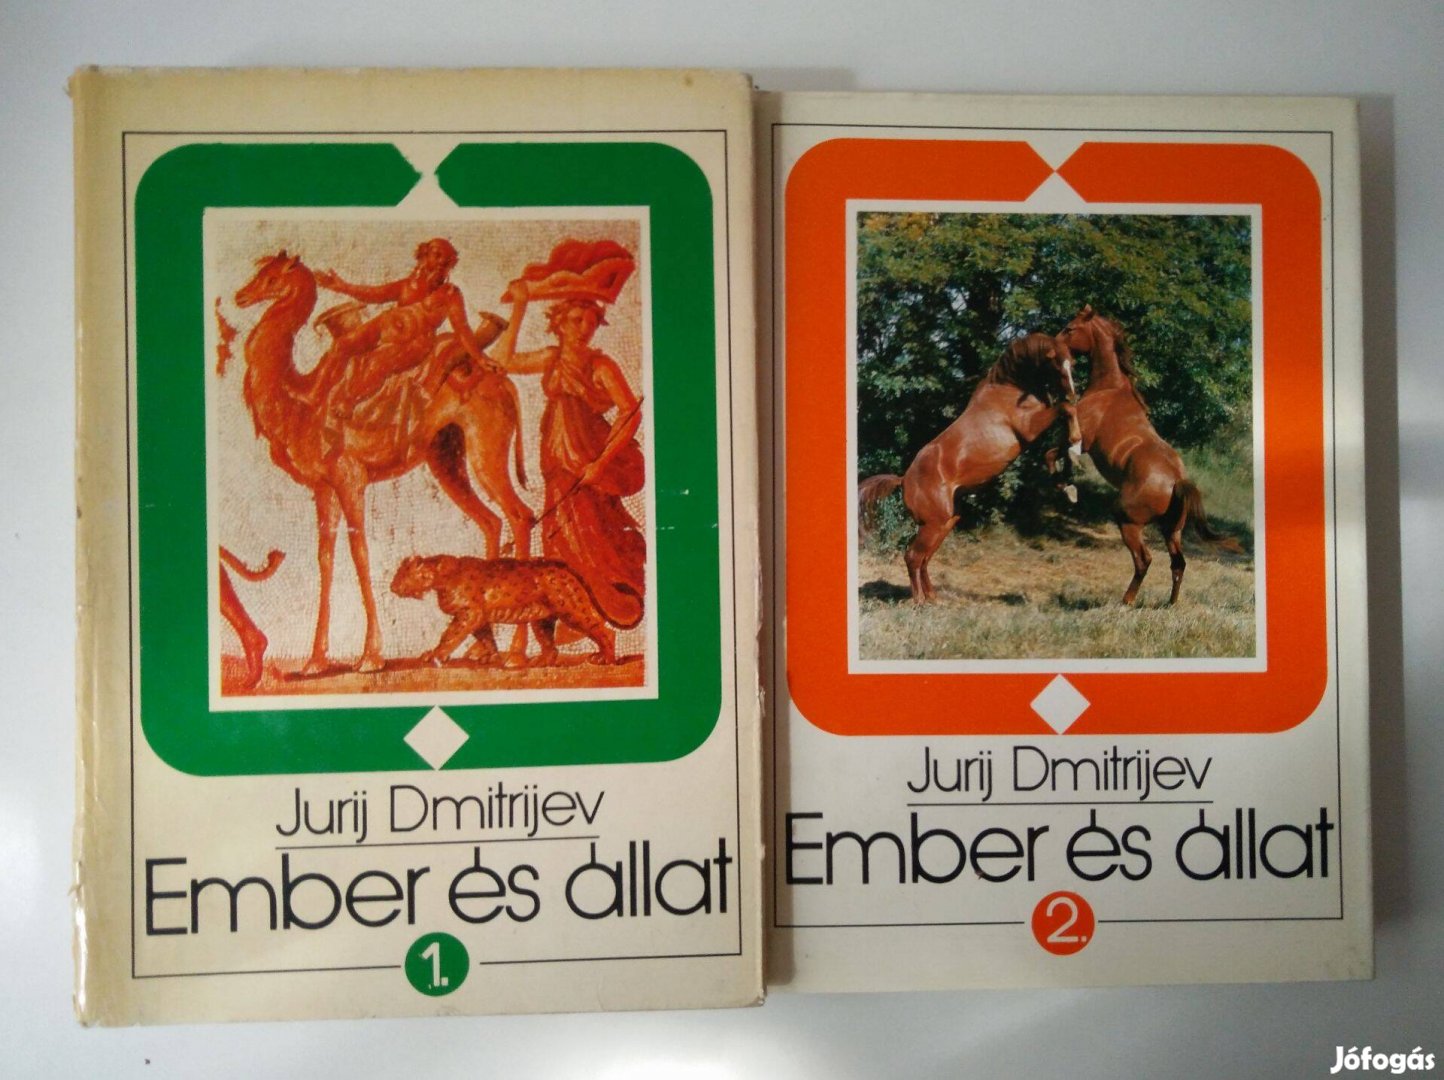 Jurij Dmitrijev
Ember és állat
1.
Jurij Dmitrijev
Ember és állat
2.
Jófogás